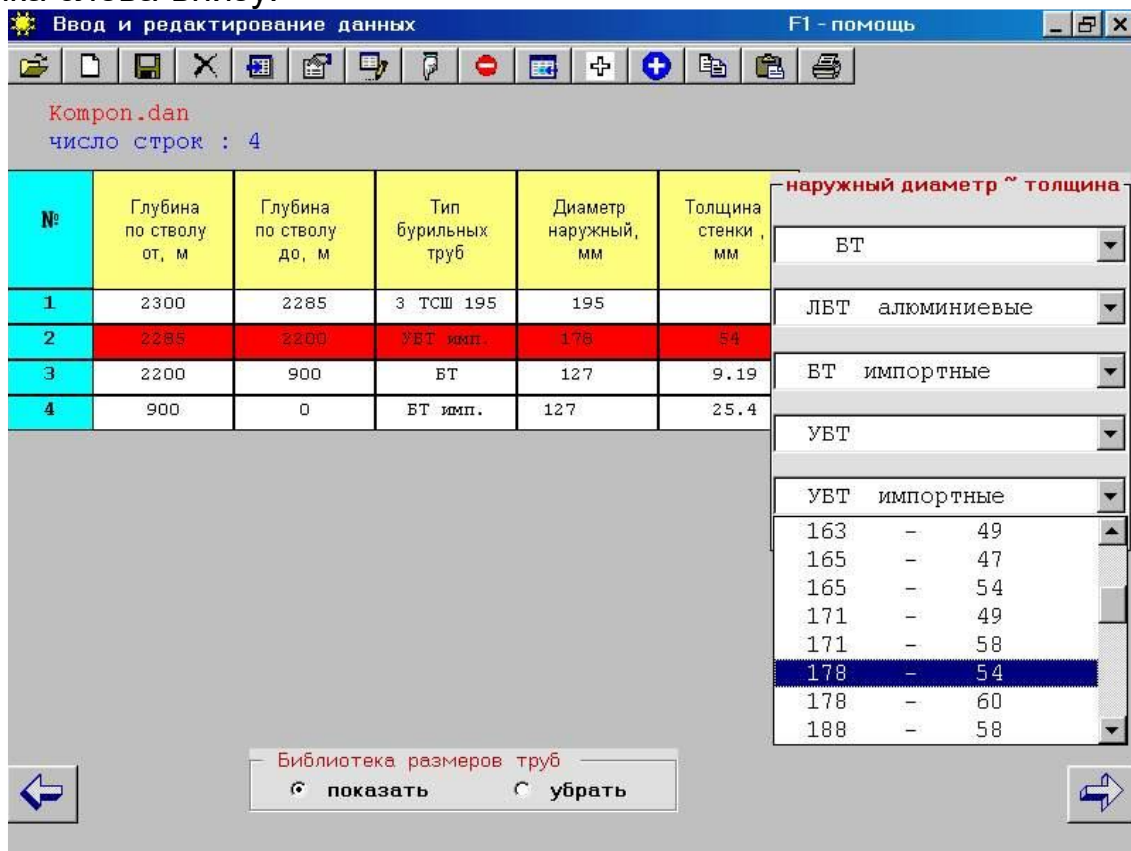 Ввод и редактирование данных F1 - помощь
Kompon.dan
число строк : 4
№ Глубина по стволу от, м Глубина по стволу до, м Тип бурильных труб Диаметр наружный, мм Толщина стенки , мм
1 2300 2285 3 ТСШ 195 195
2 2285 2200 УБТ имп. 178 54
3 2200 900 БТ 127 9.19
4 900 0 БТ имп. 127 25.4
наружный диаметр ~ толщина
БТ
ЛБТ алюминиевые
БТ импортные
УБТ
УБТ импортные
163 - 49
165 - 47
165 - 54
171 - 49
171 - 58
178 - 54
178 - 60
188 - 58
Библиотека размеров труб
показать убрать